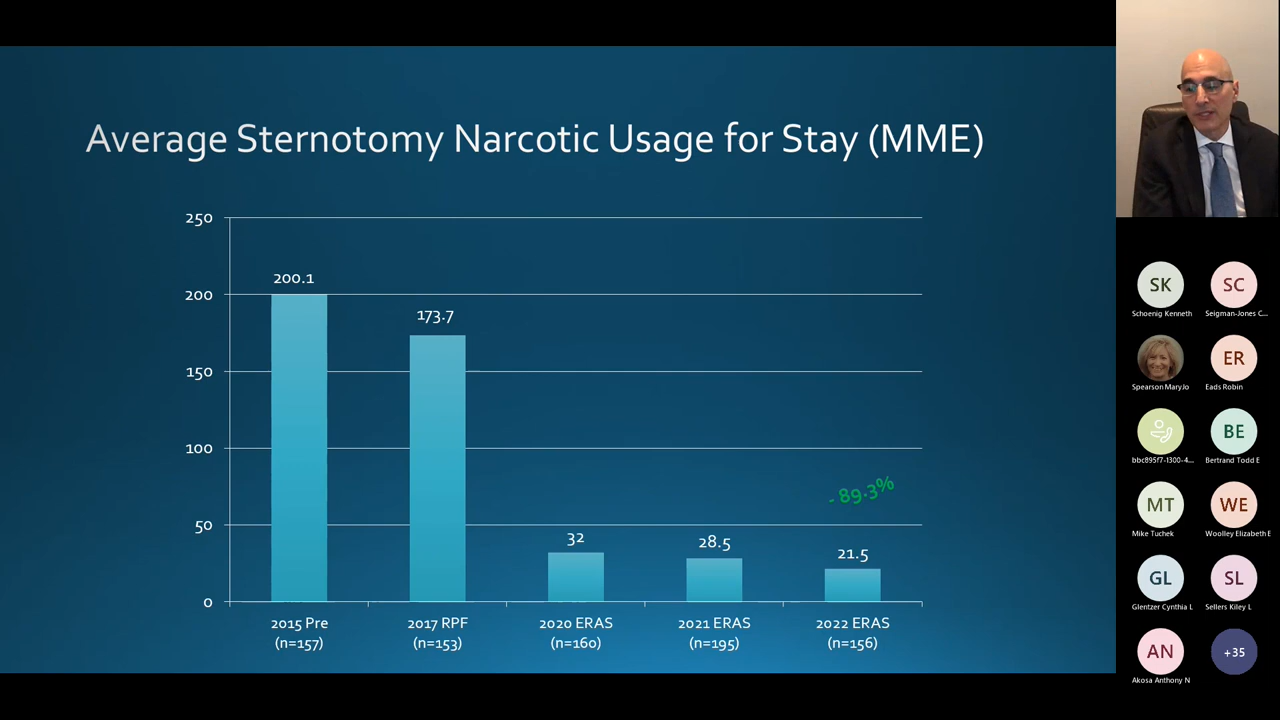 Average Sternotomy Narcotic Usage for Stay (MME)
250
200
150
100
50
0
200.1
173.7
32
28.5
21.5
- 89.3%
2015 Pre
(n=157)
2017 RPF
(n=153)
2020 ERAS
(n=160)
2021 ERAS
(n=195)
2022 ERAS
(n=156)
SK
Schoenig Kenneth
SC
Seigman-Jones C...
Spearson MaryJo
ER
Eads Robin
bbc895f7-1300-4...
BE
Bertrand Todd E
MT
Mike Tuchek
WE
Woolley Elizabeth E
GL
Glentzer Cynthia L
SL
Sellers Kiley L
AN
Akosa Anthony N
+35